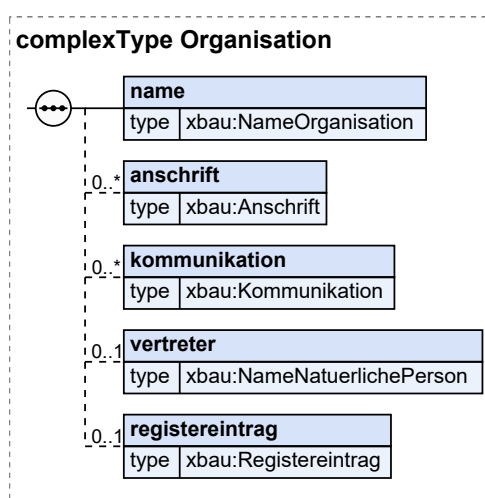 complexType Organisation
name
type xbau:NameOrganisation
0..* anschrift
type xbau:Anschrift
0..* kommunikation
type xbau:Kommunikation
0..1 vertreter
type xbau:NameNatuerlichePerson
0..1 registereintrag
type xbau:Registereintrag